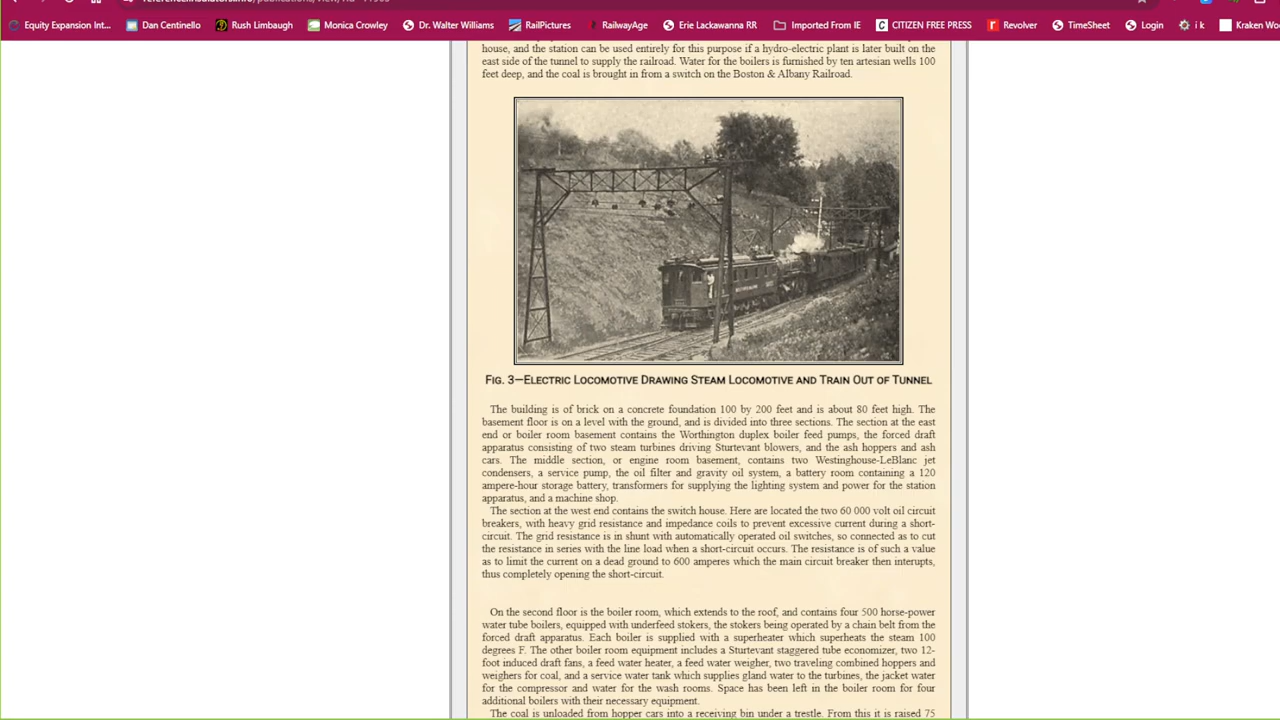 Equity Expansion Int... Dan Centinello Rush Limbaugh Monica Crowley Dr. Walter Williams RailPictures RailwayAge Erie Lackawanna RR Imported From IE CITIZEN FREE PRESS Revolver TimeSheet Login i k Kraken Wo
house, and the station can be used entirely for this purpose if a hydro-electric plant is later built on the
east side of the tunnel to supply the railroad. Water for the boilers is furnished by ten artesian wells 100
feet deep, and the coal is brought in from a switch on the Boston & Albany Railroad.
FIG. 3—ELECTRIC LOCOMOTIVE DRAWING STEAM LOCOMOTIVE AND TRAIN OUT OF TUNNEL
The building is of brick on a concrete foundation 100 by 200 feet and is about 80 feet high. The
basement floor is on a level with the ground, and is divided into three sections. The section at the east
end or boiler room basement contains the Worthington duplex boiler feed pumps, the forced draft
apparatus consisting of two steam turbines driving Sturtevant blowers, and the ash hoppers and ash
cars. The middle section, or engine room basement, contains two Westinghouse-LeBlanc jet
condensers, a service pump, the oil filter and gravity oil system, a battery room containing a 120
ampere-hour storage battery, transformers for supplying the lighting system and power for the station
apparatus, and a machine shop.
The section at the west end contains the switch house. Here are located the two 60 000 volt oil circuit
breakers, with heavy grid resistance and impedance coils to prevent excessive current during a short-
circuit. The grid resistance is in shunt with automatically operated oil switches, so connected as to cut
the resistance in series with the line load when a short-circuit occurs. The resistance is of such a value
as to limit the current on a dead ground to 600 amperes which the main circuit breaker then interupts,
thus completely opening the short-circuit.
On the second floor is the boiler room, which extends to the roof, and contains four 500 horse-power
water tube boilers, equipped with underfeed stokers, the stokers being operated by a chain belt from the
forced draft apparatus. Each boiler is supplied with a superheater which superheats the steam 100
degrees F. The other boiler room equipment includes a Sturtevant staggered tube economizer, two 12-
foot induced draft fans, a feed water heater, a feed water weigher, two traveling combined hoppers and
weighers for coal, and a service water tank which supplies gland water to the turbines, the jacket water
for the compressor and water for the wash rooms. Space has been left in the boiler room for four
additional boilers with their necessary equipment.
The coal is unloaded from hopper cars into a receiving bin under a trestle. From this it is raised 75